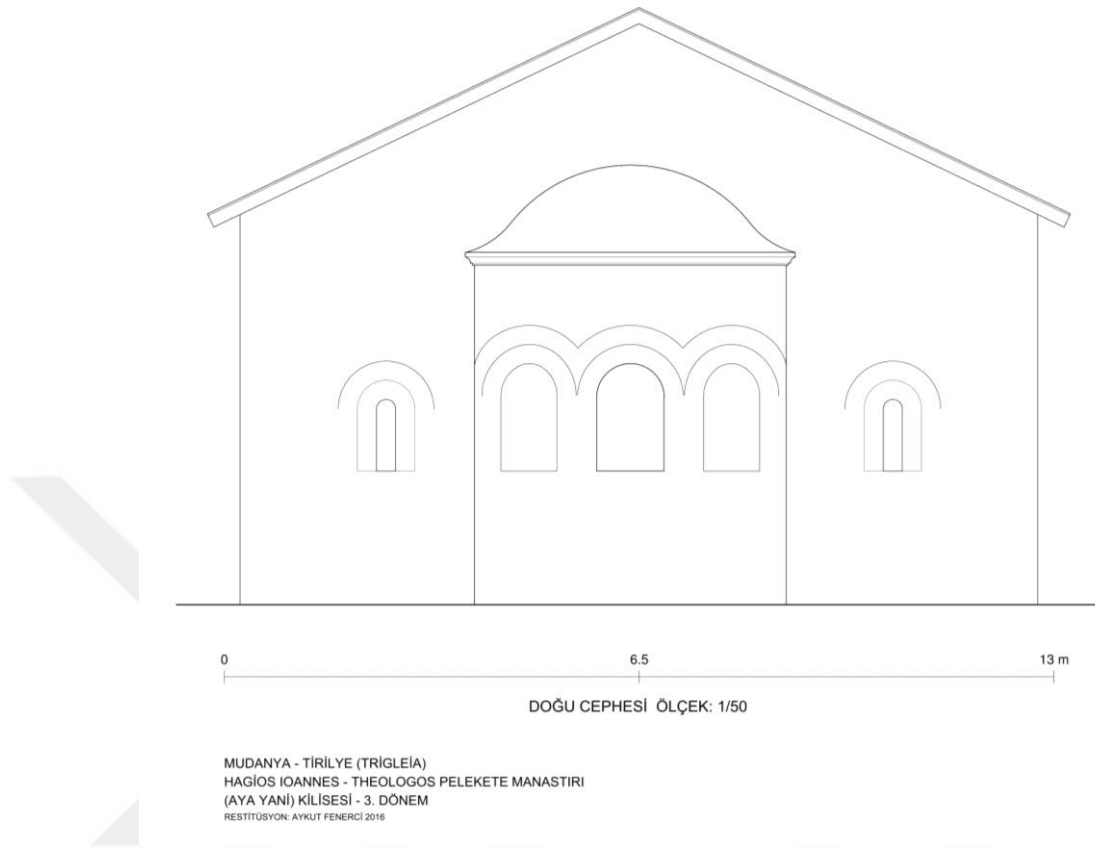 0 6.5 13 m
DOĞU CEPHESİ ÖLÇEK: 1/50
MUDANYA - TİRİLYE (TRİGLEİA)
HAGİOS IOANNES - THEOLOGOS PELEKETE MANASTIRI
(AYA YANİ) KİLİSESİ - 3. DÖNEM
RESTİTÜSYON: AYKUT FENERCİ 2016